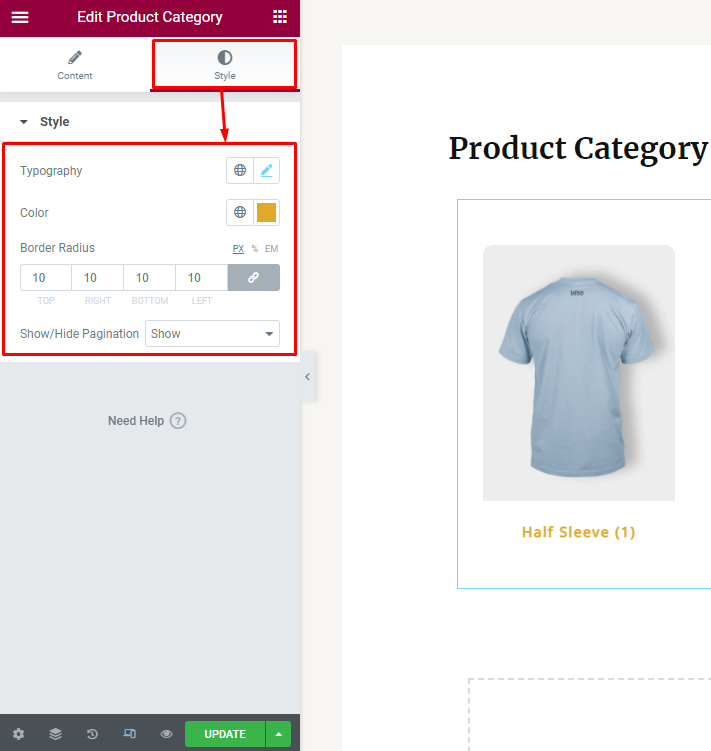 Edit Product Category
Content
Style
Style
Typography
Color
Border Radius
PX % EM
10 10 10 10
TOP RIGHT BOTTOM LEFT
Show/Hide Pagination Show
Need Help ?
UPDATE
Product Category
Woo
Half Sleeve (1)